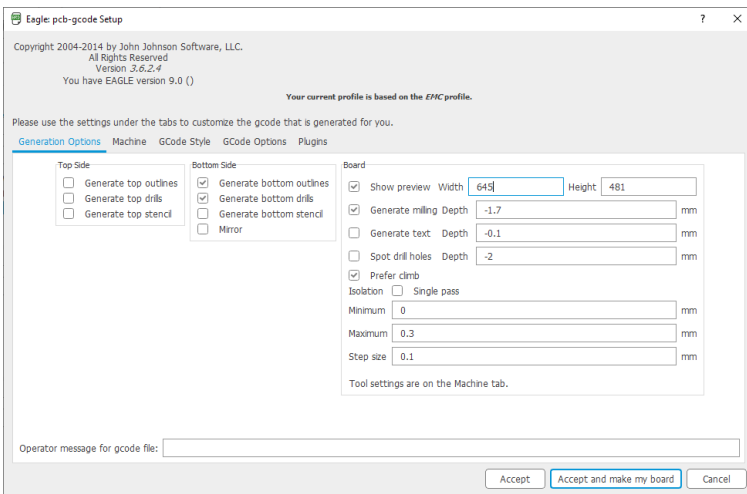 Eagle: pcb-gcode Setup
Copyright 2004-2014 by John Johnson Software, LLC.
All Rights Reserved
Version 3.6.2.4
You have EAGLE version 9.0 ()
Your current profile is based on the EMC profile.
Please use the settings under the tabs to customize the gcode that is generated for you.
Generation Options Machine GCode Style GCode Options Plugins
Top Side
Generate top outlines
Generate top drills
Generate top stencil
Bottom Side
Generate bottom outlines
Generate bottom drills
Generate bottom stencil
Mirror
Board
Show preview Width 645 Height 481
Generate milling Depth -1.7 mm
Generate text Depth -0.1 mm
Spot drill holes Depth -2 mm
Prefer climb
Isolation Single pass
Minimum 0 mm
Maximum 0.3 mm
Step size 0.1 mm
Tool settings are on the Machine tab.
Operator message for gcode file:
Accept Accept and make my board Cancel